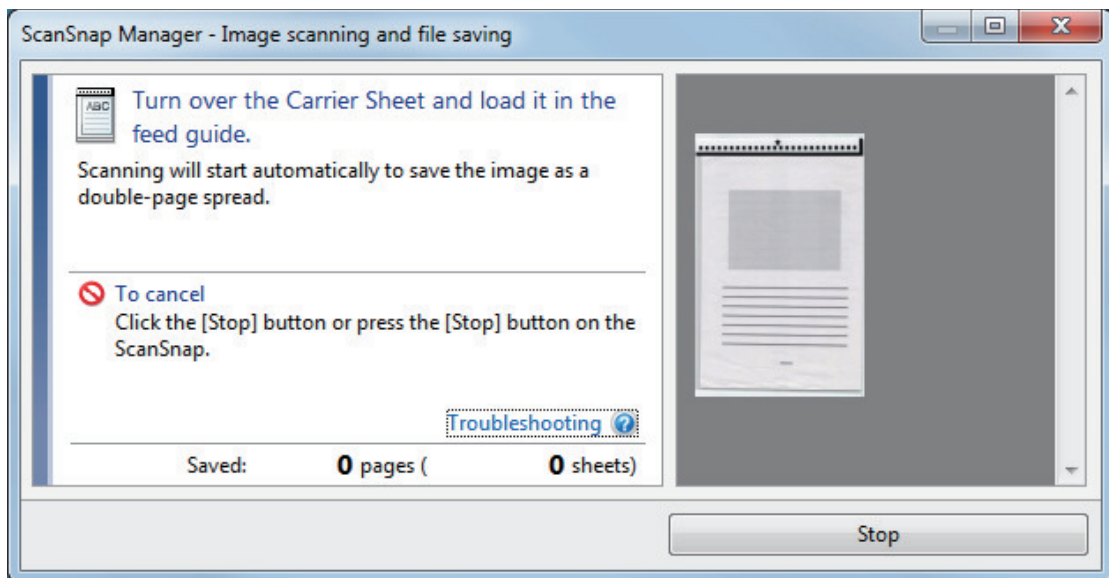 ScanSnap Manager - Image scanning and file saving
ABC
Turn over the Carrier Sheet and load it in the
feed guide.
Scanning will start automatically to save the image as a
double-page spread.
To cancel
Click the [Stop] button or press the [Stop] button on the
ScanSnap.
Troubleshooting ?
Saved: 0 pages ( 0 sheets)
Stop